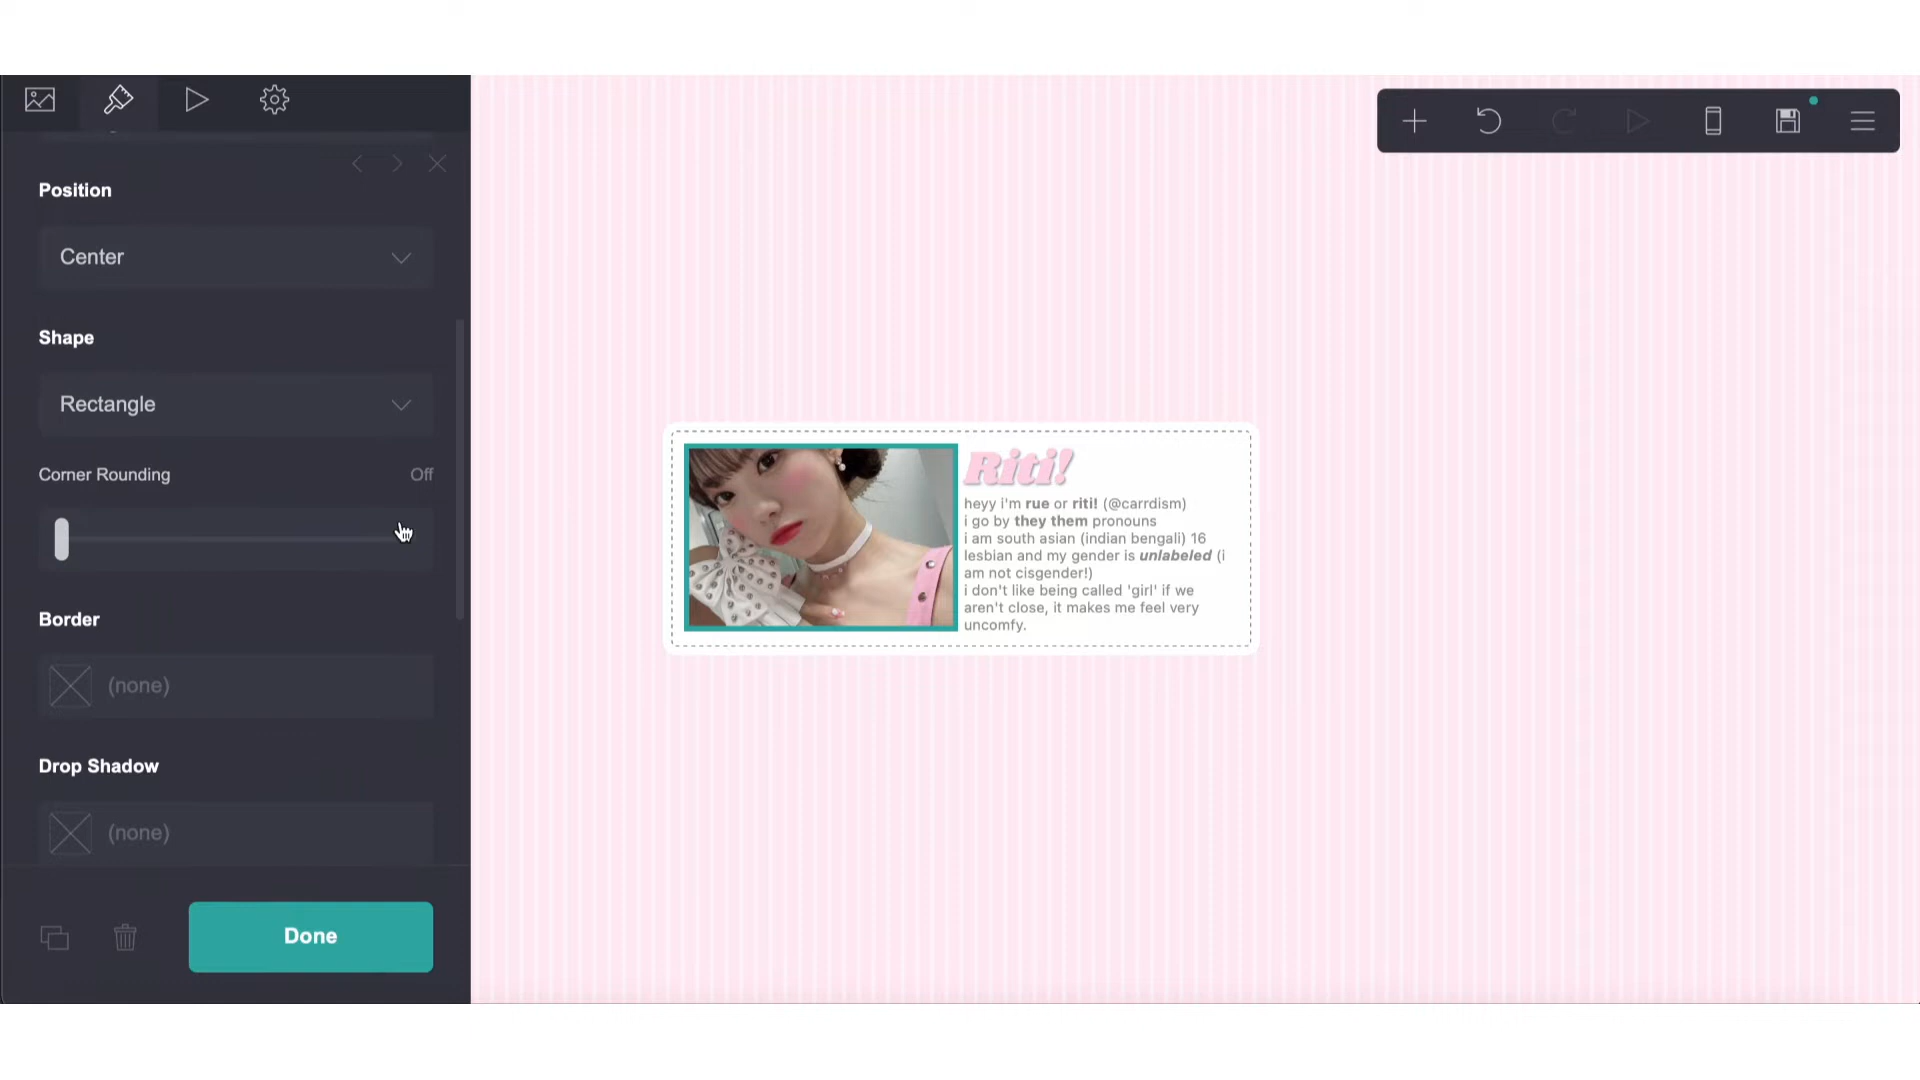 Position
Center
Shape
Rectangle
Corner Rounding
Off
Border
(none)
Drop Shadow
(none)
Done
Riti!
heyy i'm rue or riti! (@carrdism)
i go by they them pronouns
i am south asian (indian bengali) 16
lesbian and my gender is unlabeled (i
am not cisgender!)
i don't like being called 'girl' if we
aren't close, it makes me feel very
uncomfy.